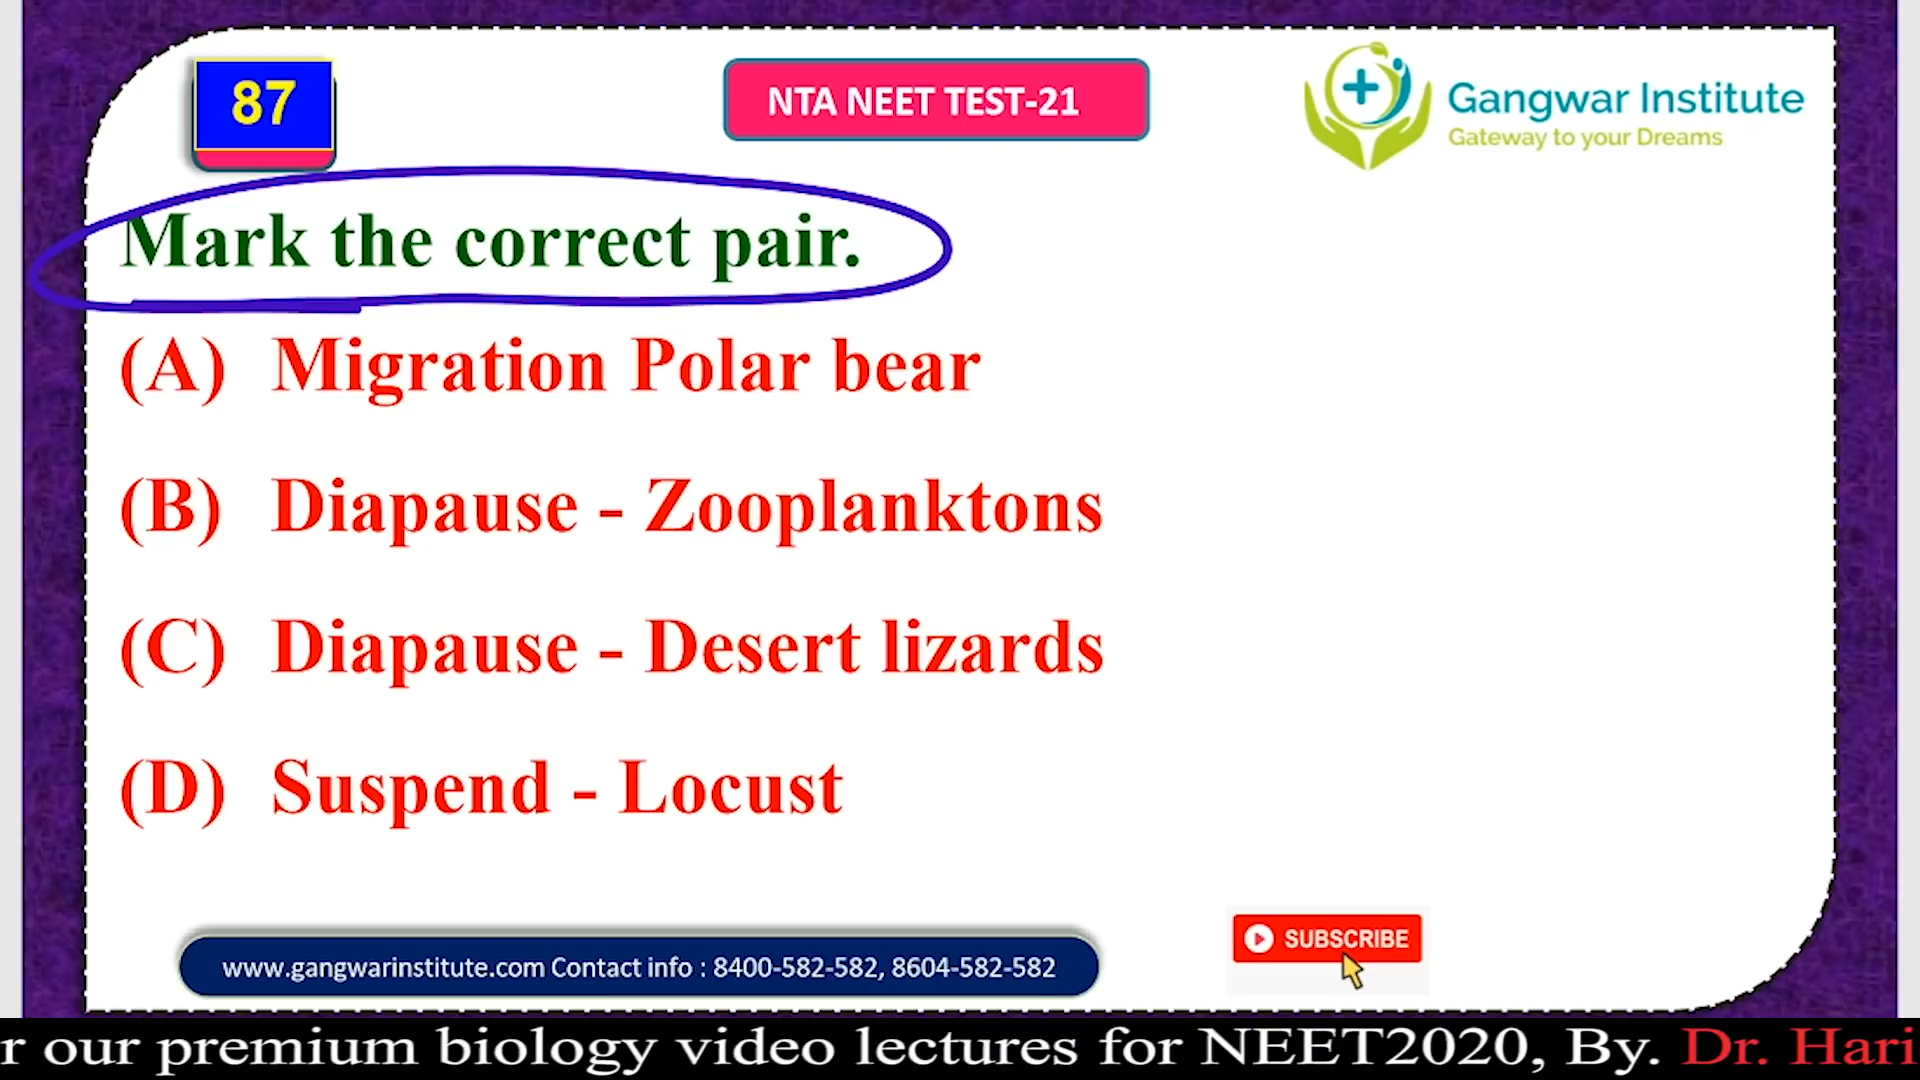 87
NTA NEET TEST-21
Gangwar Institute
Gateway to your Dreams
Mark the correct pair.
(A) Migration Polar bear
(B) Diapause - Zooplanktons
(C) Diapause - Desert lizards
(D) Suspend - Locust
www.gangwarinstitute.com Contact info : 8400-582-582, 8604-582-582
SUBSCRIBE
r our premium biology video lectures for NEET2020, By. Dr. Hari